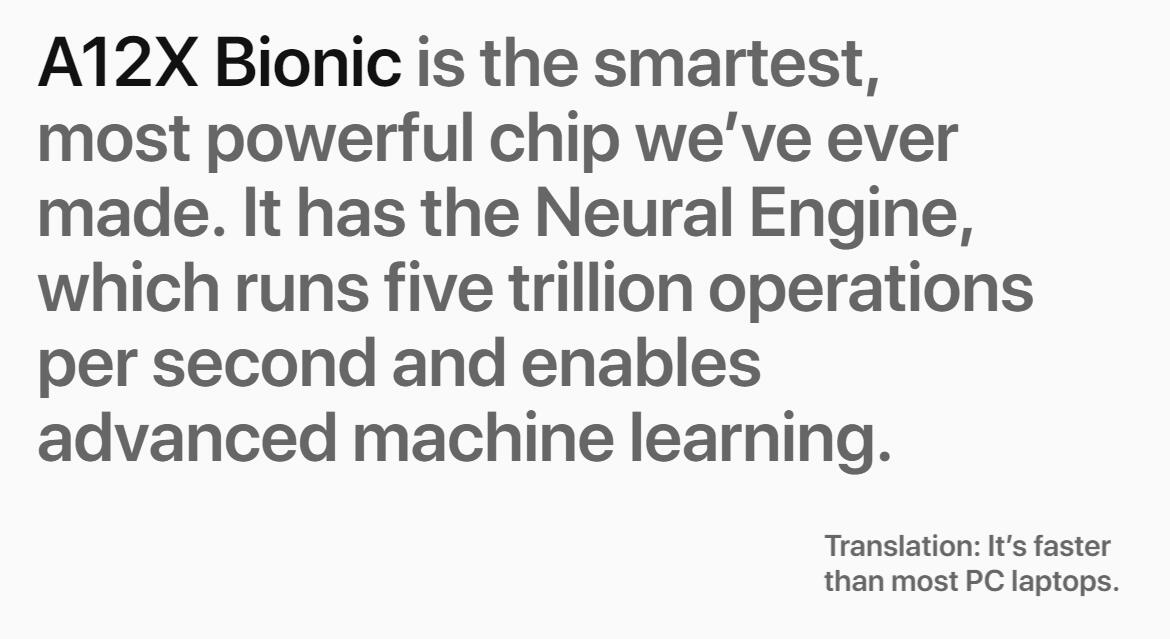 A12X Bionic is the smartest,
most powerful chip we’ve ever
made. It has the Neural Engine,
which runs five trillion operations
per second and enables
advanced machine learning.
Translation: It’s faster
than most PC laptops.